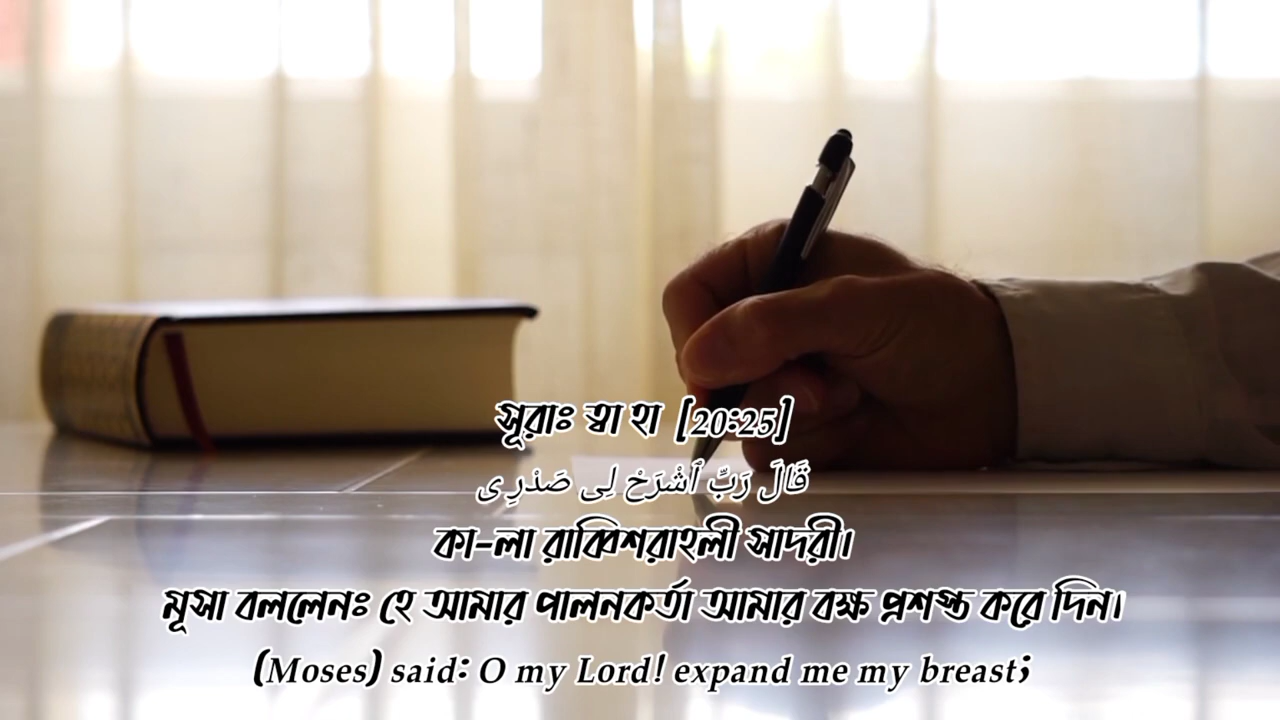 সূরাঃ ত্বা হা [20:25]
قَالَ رَبِّ ٱشْرَحْ لِى صَدْرِى
কা-লা রাব্বিশরাহলী সাদরী।
মূসা বললেনঃ হে আমার পালনকর্তা আমার বক্ষ প্রশস্ত করে দিন।
(Moses) said: O my Lord! expand me my breast;